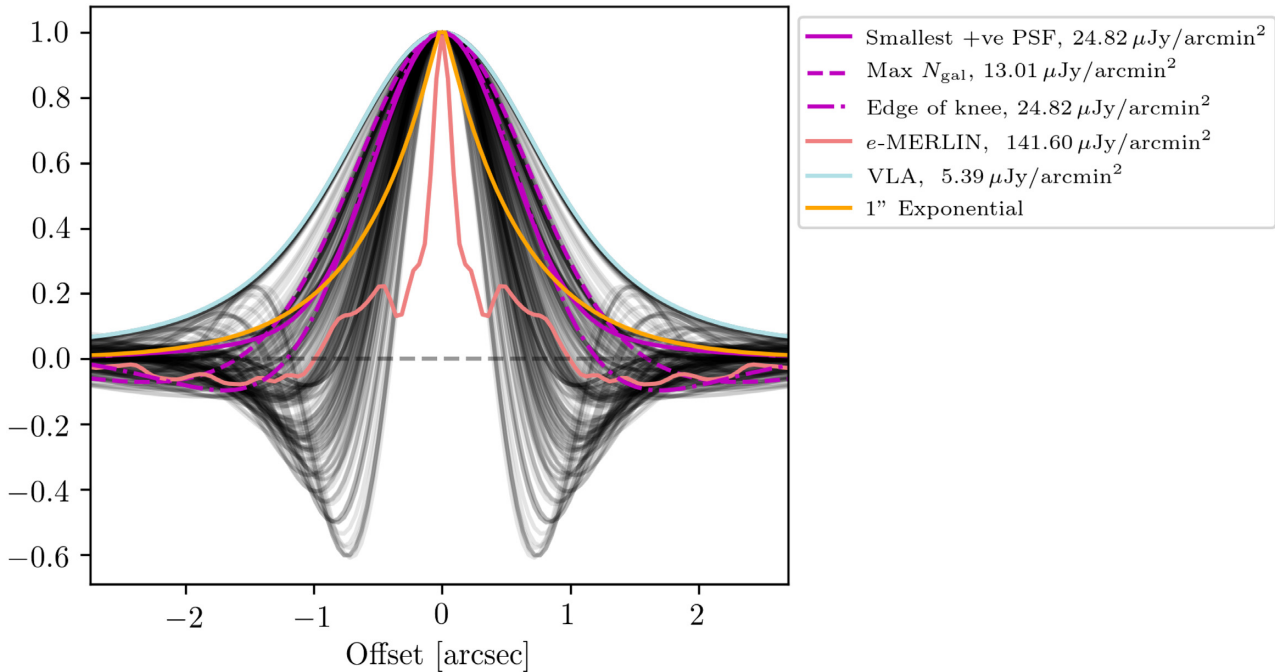 1.0
0.8
0.6
0.4
0.2
0.0
−0.2
−0.4
−0.6
−2
−1
0
1
2
Offset [arcsec]
Smallest +ve PSF, 24.82 μJy/arcmin²
Max N_gal, 13.01 μJy/arcmin²
Edge of knee, 24.82 μJy/arcmin²
e-MERLIN, 141.60 μJy/arcmin²
VLA, 5.39 μJy/arcmin²
1” Exponential